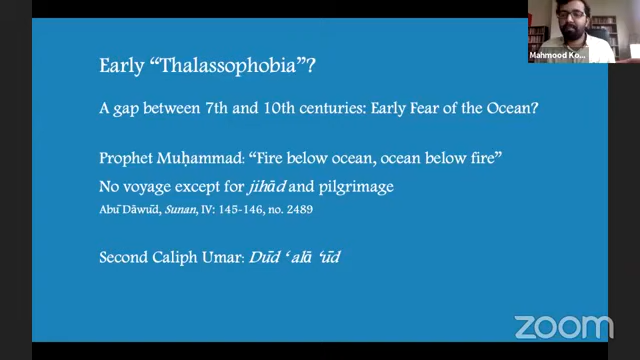 Early “Thalassophobia”?
A gap between 7th and 10th centuries: Early Fear of the Ocean?
Prophet Muḥammad: “Fire below ocean, ocean below fire”
No voyage except for jihād and pilgrimage
Abū Dāwūd, Sunan, IV: 145-146, no. 2489
Second Caliph Umar: Dūd ‘ alā ‘ūd
Mahmood Ko...
zoom